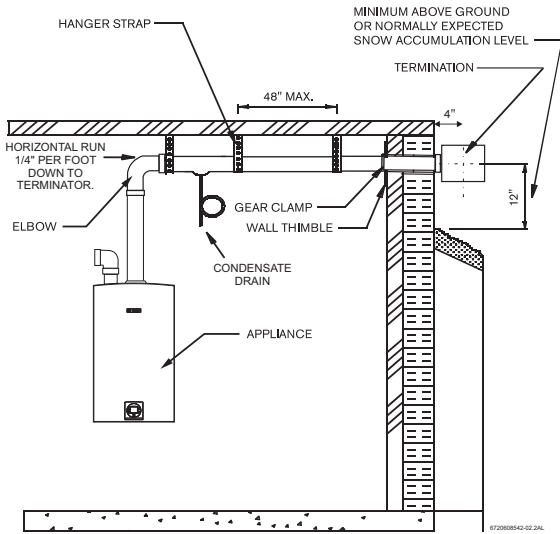 MINIMUM ABOVE GROUND
OR NORMALLY EXPECTED
SNOW ACCUMULATION LEVEL
HANGER STRAP
TERMINATION
48" MAX.
4"
HORIZONTAL RUN
1/4" PER FOOT
DOWN TO
TERMINATOR.
ELBOW
GEAR CLAMP
WALL THIMBLE
12"
CONDENSATE
DRAIN
APPLIANCE
6720608542-02.2AL